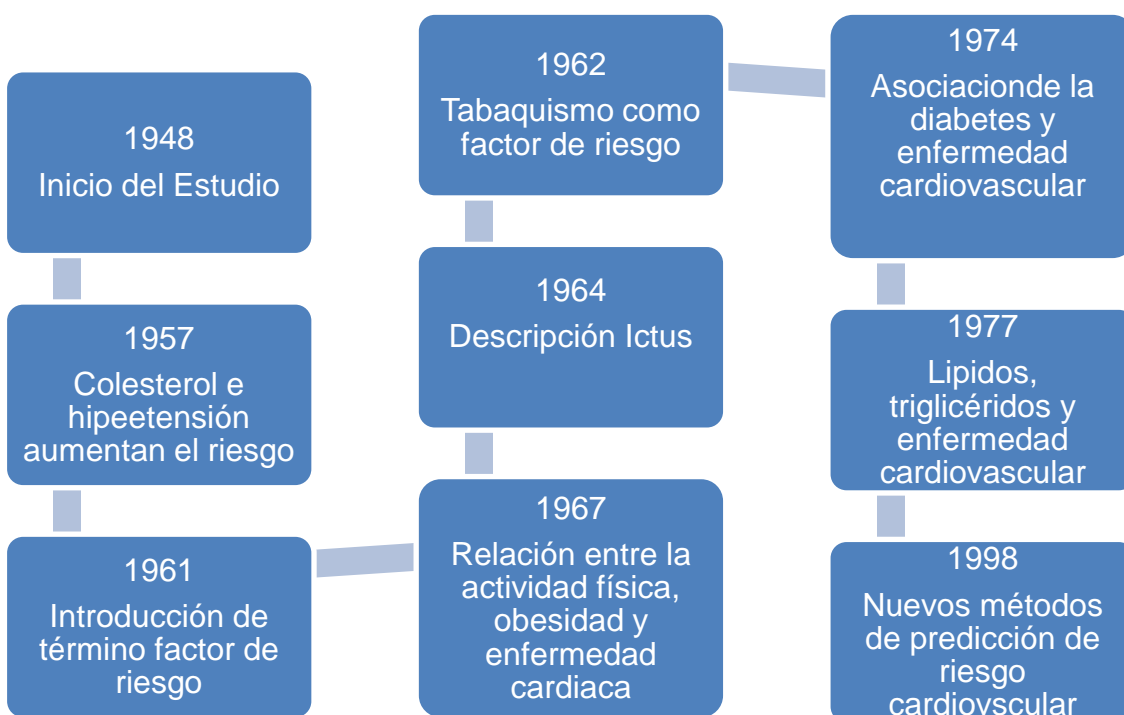 1948
Inicio del Estudio
1957
Colesterol e
hipeetensión
aumentan el riesgo
1961
Introducción de
término factor de
riesgo
1967
Relación entre la
actividad física,
obesidad y
enfermedad
cardiaca
1964
Descripción Ictus
1962
Tabaquismo como
factor de riesgo
1974
Asociacionde la
diabetes y
enfermedad
cardiovascular
1977
Lipidos,
triglicéridos y
enfermedad
cardiovascular
1998
Nuevos métodos
de predicción de
riesgo
cardiovscular